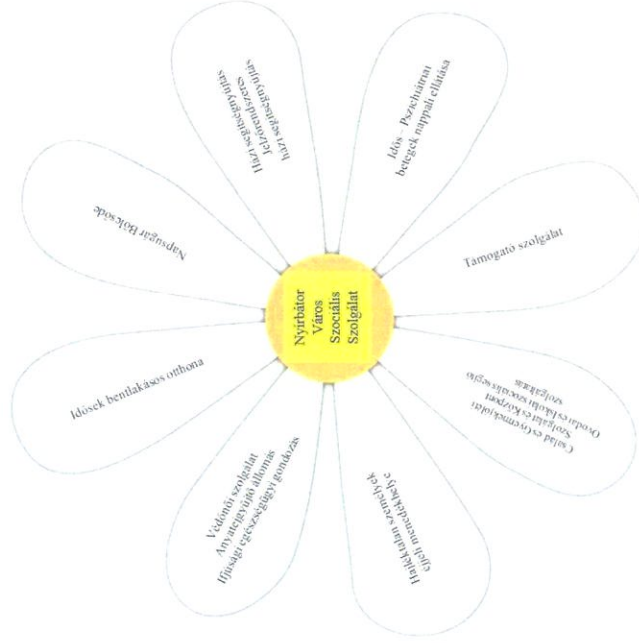 Nyírbátor
Város
Szociális
Szolgálat
Idős – Pszichiátriai
betegek nappali ellátása
Támogató szolgálat
Család és Gyermekjóléti
Szolgálat és Központ
Óvodai és Iskolai szociális segítő
szolgáltatás
Hajléktalan személyek
éjjeli menedékhelye
Védőnői szolgálat
Anyatejgyűjtő állomás
Ifjúsági egészségügyi gondozás
Idősek bentlakásos otthona
Napsugár Bölcsőde
Házi segítségnyújtás
Jelzőrendszeres
házi segítségnyújtás